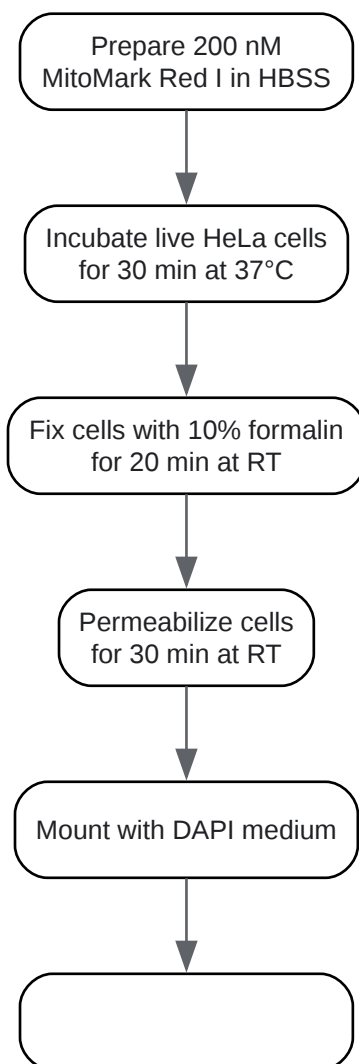 Prepare 200 nM
MitoMark Red I in HBSS
Incubate live HeLa cells
for 30 min at 37°C
Fix cells with 10% formalin
for 20 min at RT
Permeabilize cells
for 30 min at RT
Mount with DAPI medium